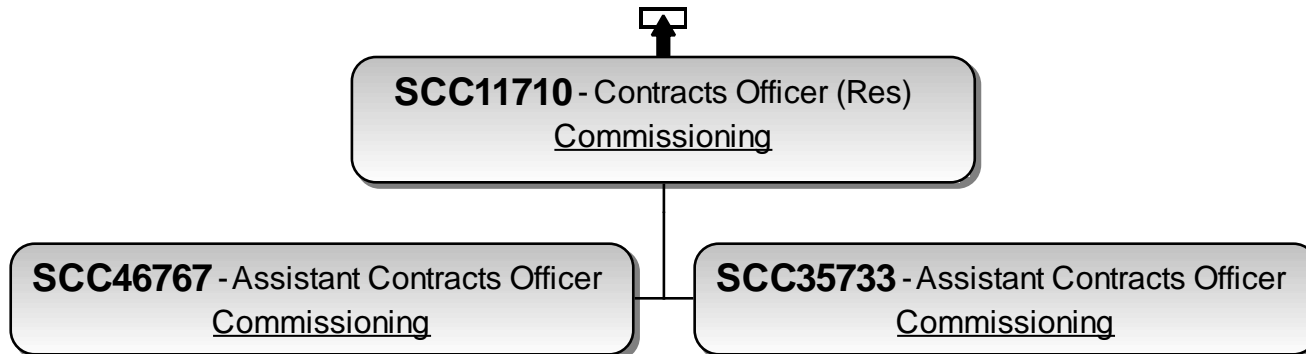 SCC11710 - Contracts Officer (Res)
Commissioning
SCC46767 - Assistant Contracts Officer
Commissioning
SCC35733 - Assistant Contracts Officer
Commissioning